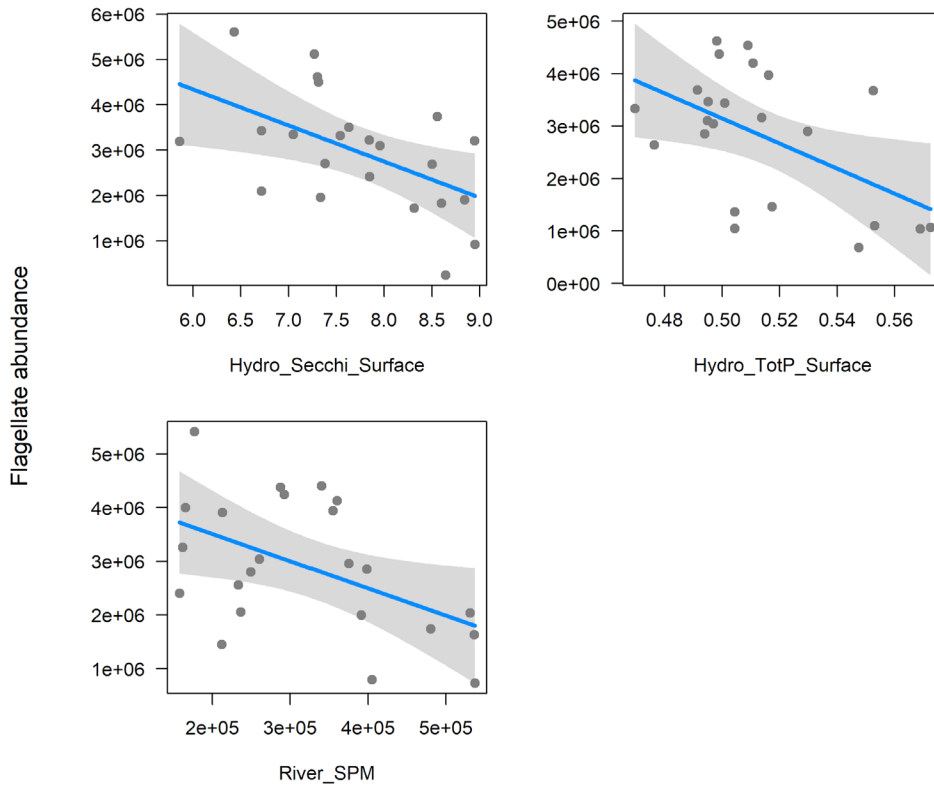 Flagellate abundance
6e+06
5e+06
4e+06
3e+06
2e+06
1e+06
6.0 6.5 7.0 7.5 8.0 8.5 9.0
Hydro_Secchi_Surface
5e+06
4e+06
3e+06
2e+06
1e+06
0e+00
0.48 0.50 0.52 0.54 0.56
Hydro_TotP_Surface
5e+06
4e+06
3e+06
2e+06
1e+06
2e+05 3e+05 4e+05 5e+05
River_SPM